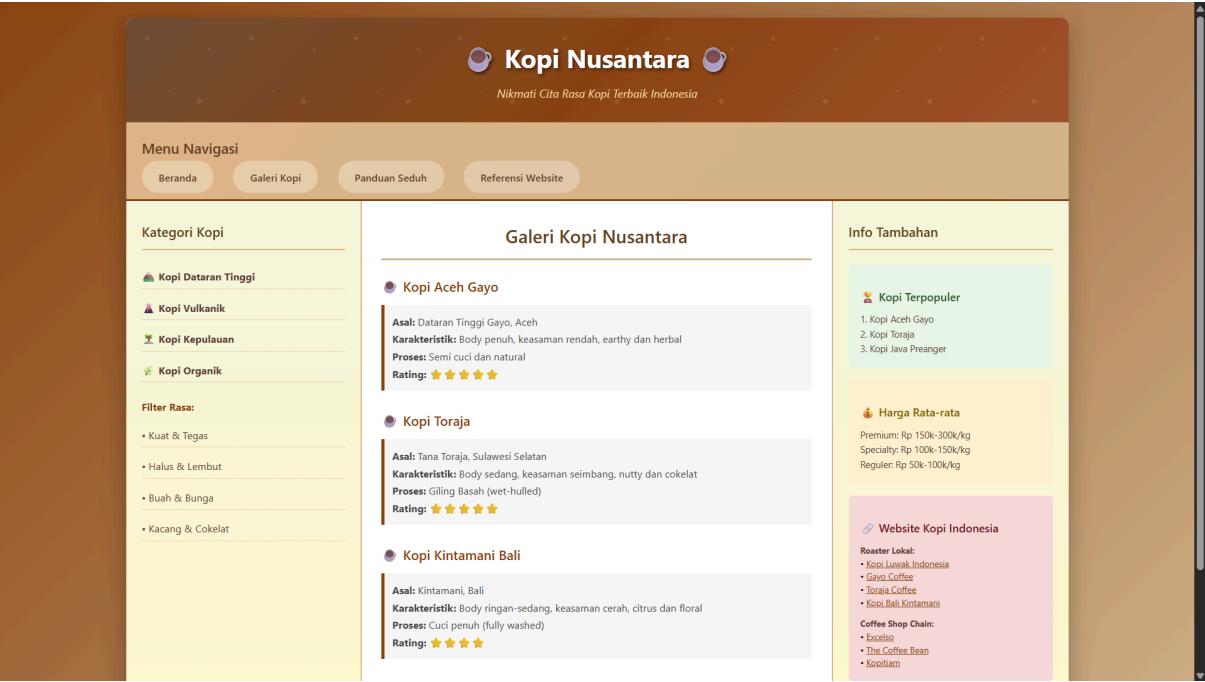 Kopi Nusantara
Nikmati Cita Rasa Kopi Terbaik Indonesia
Menu Navigasi
Beranda
Galeri Kopi
Panduan Seduh
Referensi Website
Kategori Kopi
Kopi Dataran Tinggi
Kopi Vulkanik
Kopi Kepulauan
Kopi Organik
Filter Rasa:
• Kuat & Tegas
• Halus & Lembut
• Buah & Bunga
• Kacang & Cokelat
Galeri Kopi Nusantara
Kopi Aceh Gayo
Asal: Dataran Tinggi Gayo, Aceh
Karakteristik: Body penuh, keasaman rendah, earthy dan herbal
Proses: Semi cuci dan natural
Rating: ⭐⭐⭐⭐⭐
Kopi Toraja
Asal: Tana Toraja, Sulawesi Selatan
Karakteristik: Body sedang, keasaman seimbang, nutty dan cokelat
Proses: Giling Basah (wet-hulled)
Rating: ⭐⭐⭐⭐⭐
Kopi Kintamani Bali
Asal: Kintamani, Bali
Karakteristik: Body ringan-sedang, keasaman cerah, citrus dan floral
Proses: Cuci penuh (fully washed)
Rating: ⭐⭐⭐⭐
Info Tambahan
Kopi Terpopuler
1. Kopi Aceh Gayo
2. Kopi Toraja
3. Kopi Java Preanger
Harga Rata-rata
Premium: Rp 150k-300k/kg
Specialty: Rp 100k-150k/kg
Reguler: Rp 50k-100k/kg
Website Kopi Indonesia
Roaster Lokal:
• Kopi Luwak Indonesia
• Gayo Coffee
• Toraja Coffee
• Kopi Bali Kintamani
Coffee Shop Chain:
• Excelso
• The Coffee Bean
• Kopitiam